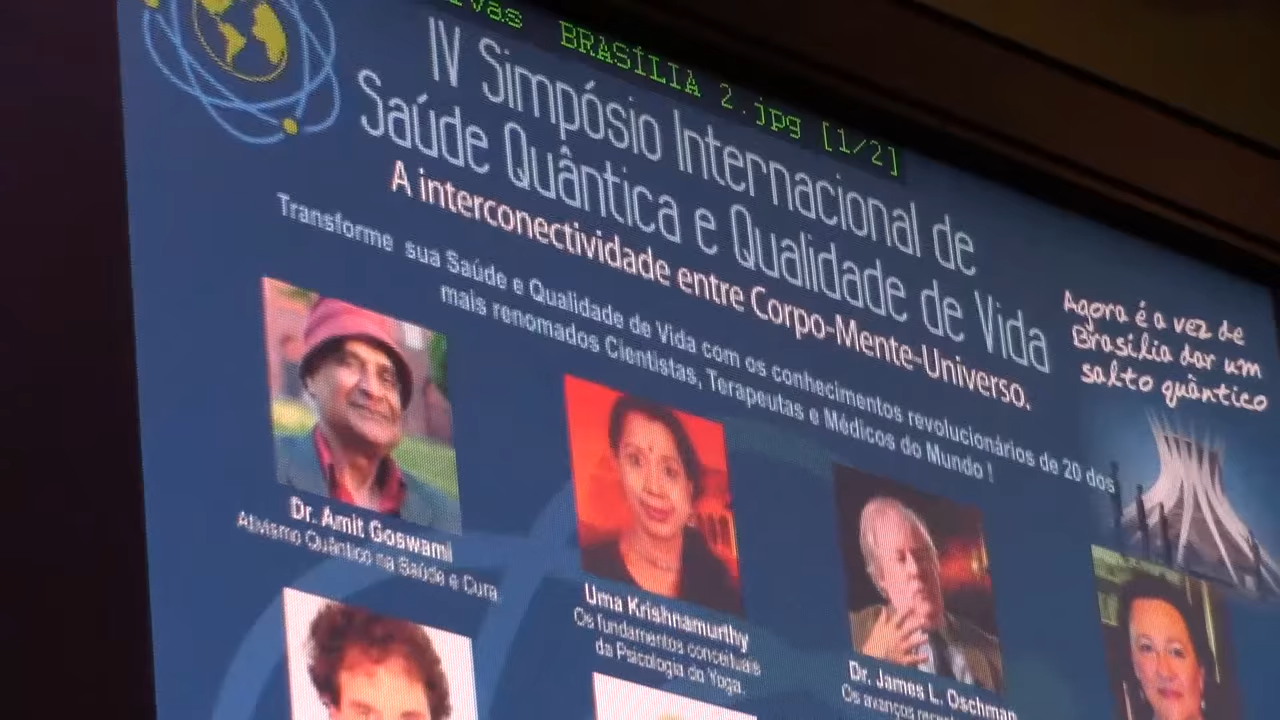 BRASÍLIA 2.jpg [1/2]
IV Simpósio Internacional de
Saúde Quântica e Qualidade de Vida
A interconectividade entre Corpo-Mente-Universo.
Transforme sua Saúde e Qualidade de Vida com os conhecimentos revolucionários de 20 dos
mais renomados Cientistas, Terapeutas e Médicos do Mundo !
Agora é a vez de
Brasília dar um
salto quântico
Dr. Amit Goswami
Ativismo Quântico na Saúde e Cura.
Uma Krishnamurthy
Os fundamentos conceituais
da Psicologia do Yoga.
Dr. James L. Oschman
Os avanços